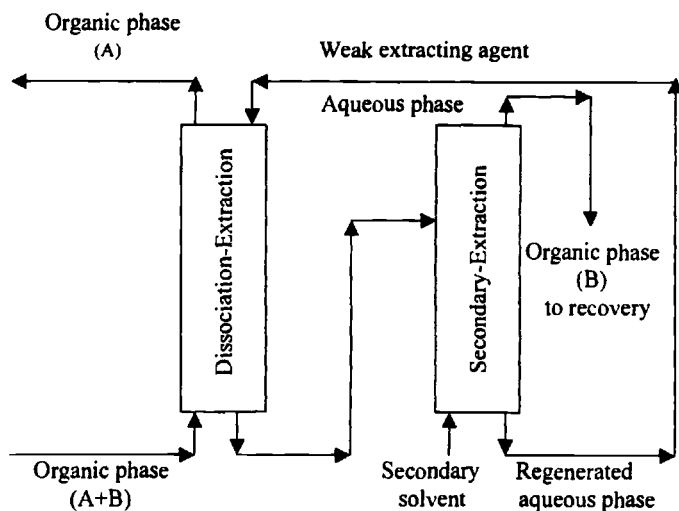 Organic phase
(A)
Weak extracting agent
Aqueous phase
Dissociation-Extraction
Secondary-Extraction
Organic phase
(B)
to recovery
Organic phase
(A+B)
Secondary
solvent
Regenerated
aqueous phase